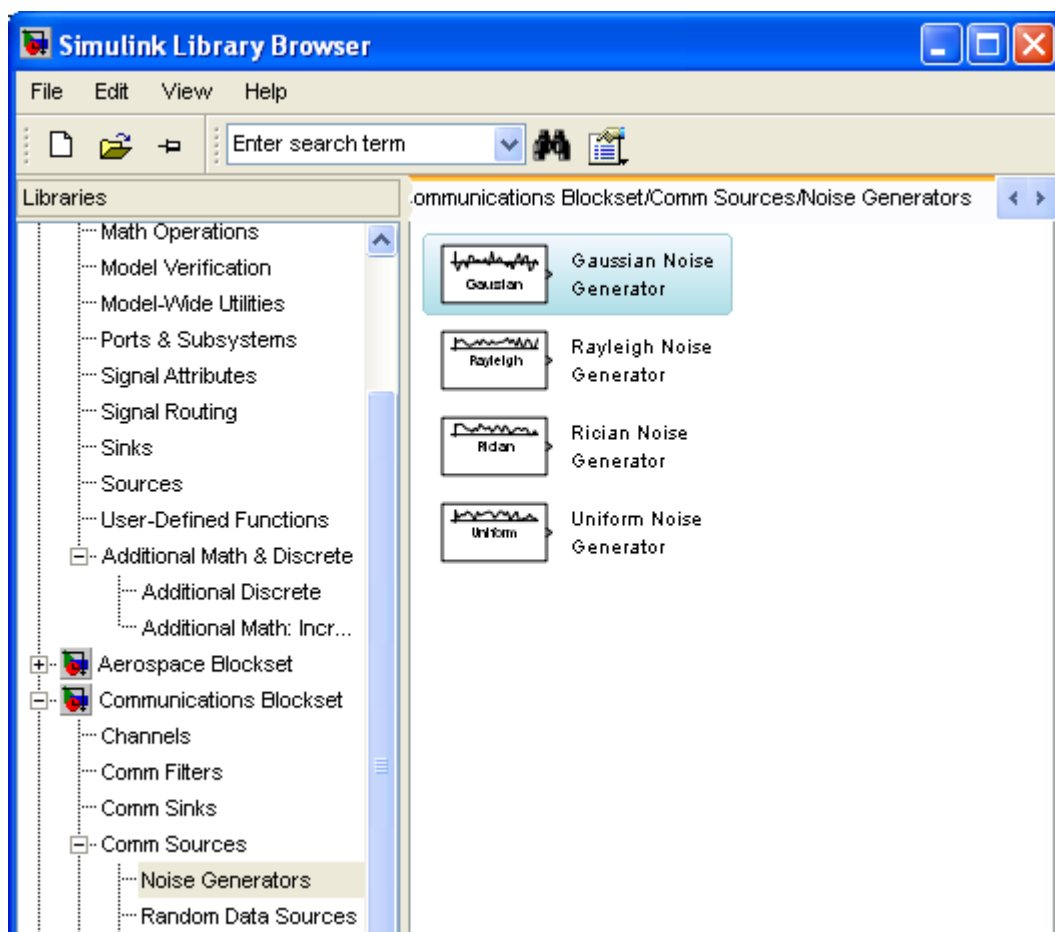 Simulink Library Browser
File Edit View Help
Enter search term
Libraries
ommunications Blockset/Comm Sources/Noise Generators
Math Operations
Model Verification
Model-Wide Utilities
Ports & Subsystems
Signal Attributes
Signal Routing
Sinks
Sources
User-Defined Functions
Additional Math & Discrete
Additional Discrete
Additional Math: Incr...
Aerospace Blockset
Communications Blockset
Channels
Comm Filters
Comm Sinks
Comm Sources
Noise Generators
Random Data Sources
Gaussian
Gaussian Noise
Generator
Rayleigh
Rayleigh Noise
Generator
Rician
Rician Noise
Generator
Uniform
Uniform Noise
Generator